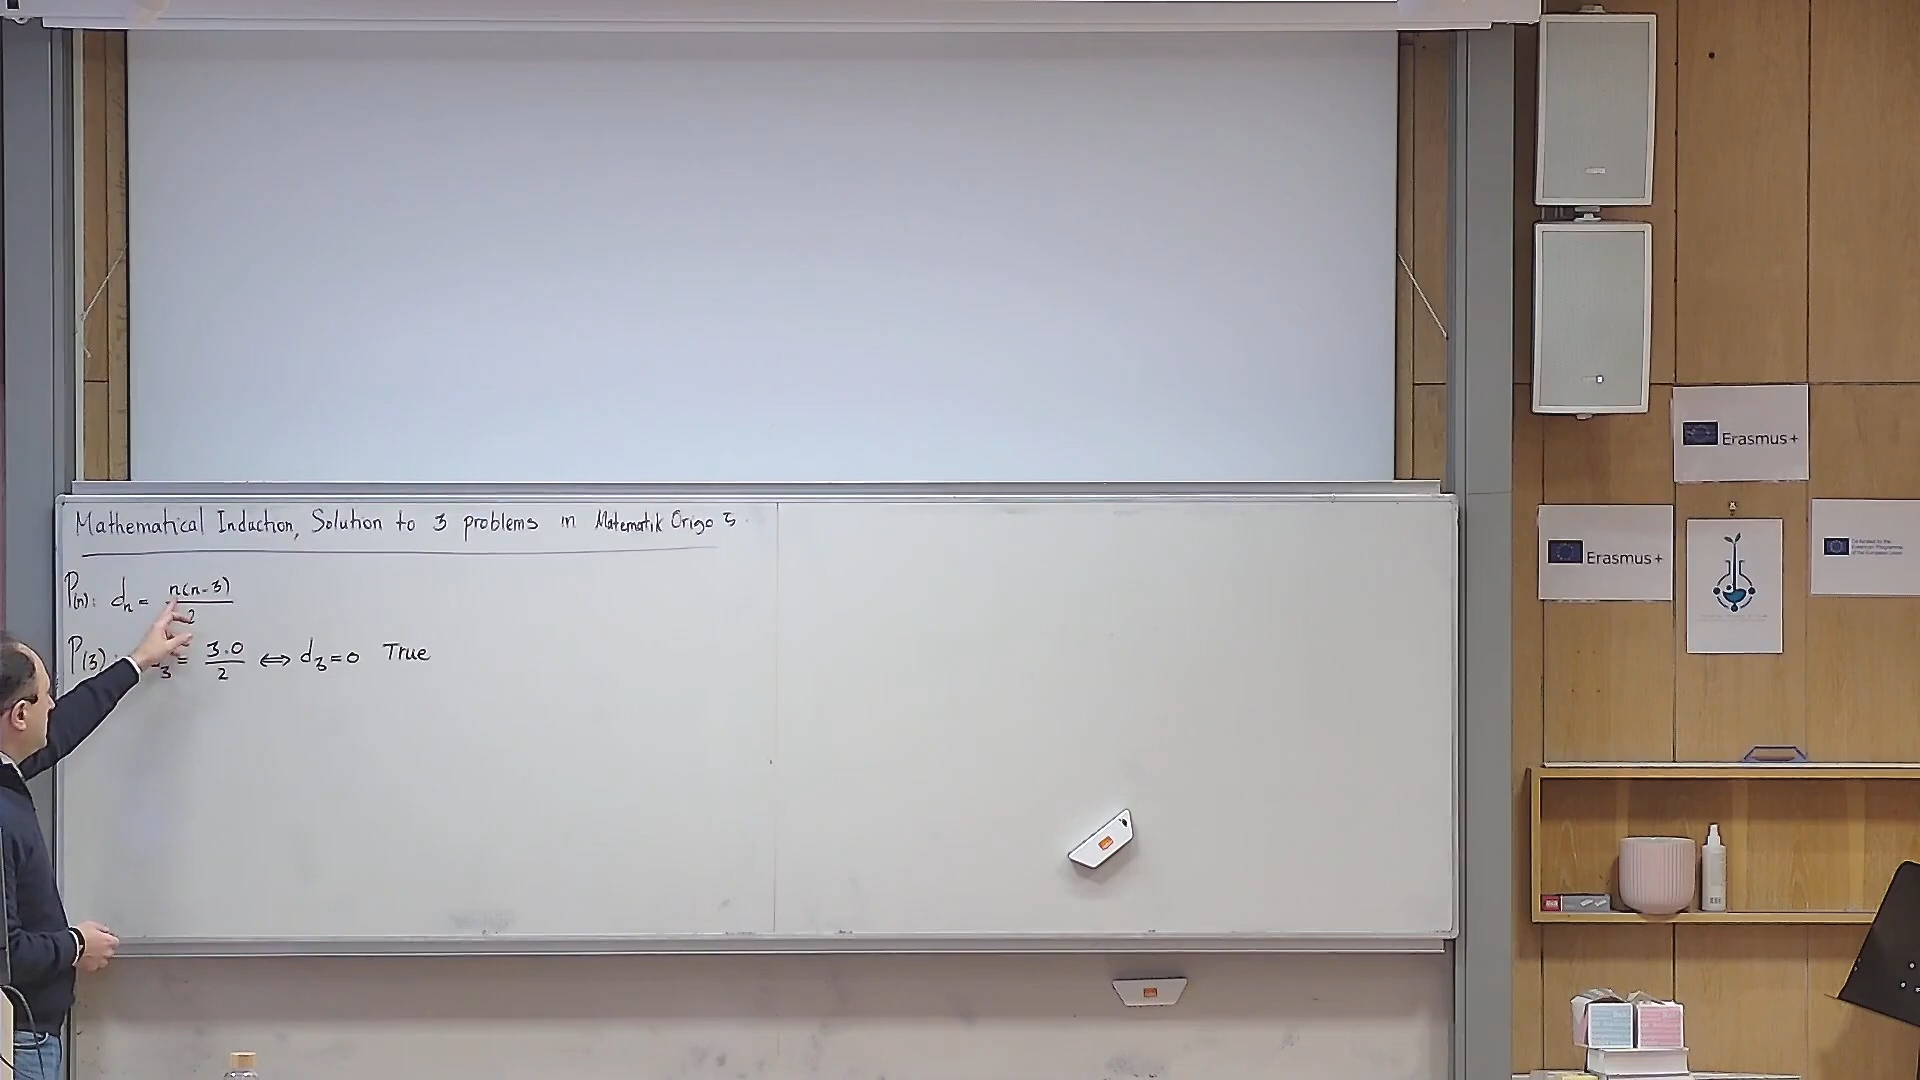 Mathematical Induction, Solution to 3 problems in Matematik Origo 5.
P(n): dn = n(n-3)/2
P(3): 3 = 3·0/2 ⟺ d3=0 True
Erasmus+
Erasmus+